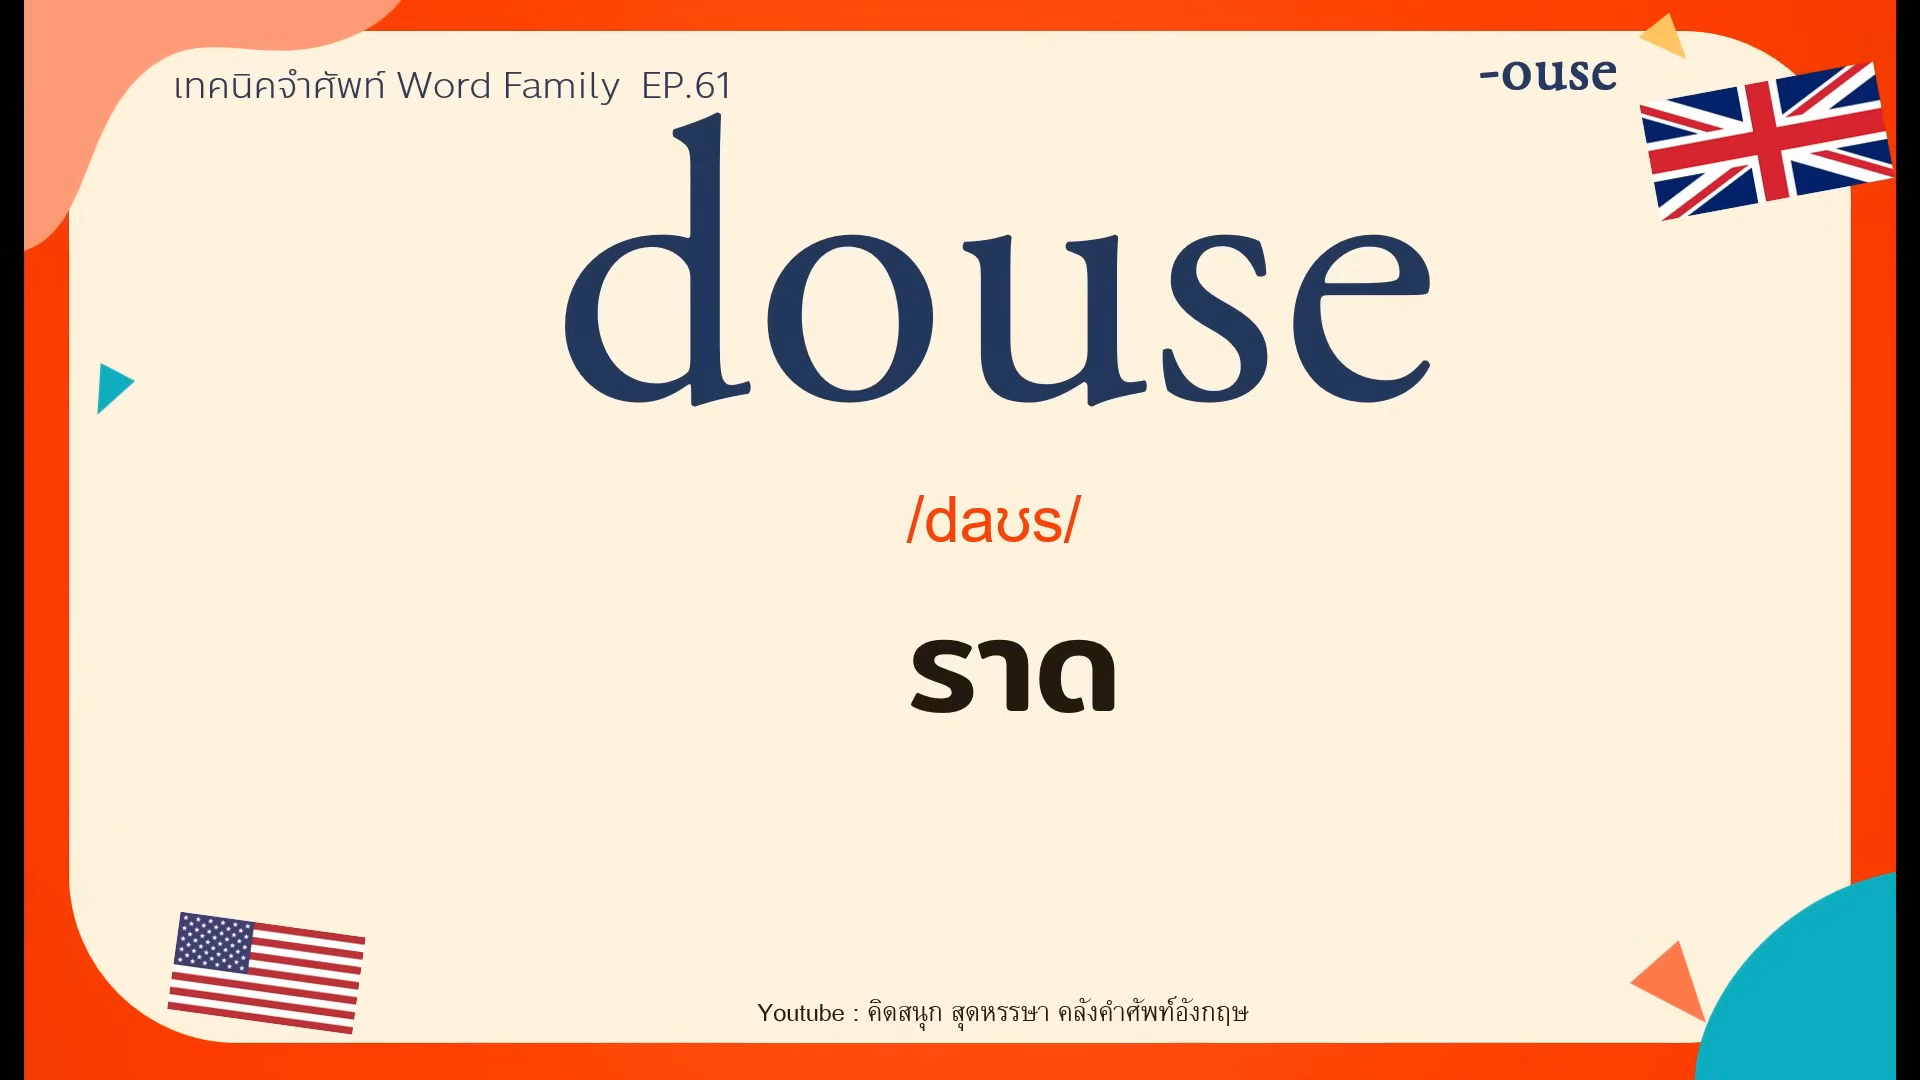 เทคนิคจำศัพท์ Word Family EP.61
-ouse
douse
/daʊs/
ราด
Youtube : คิดสนุก สุดหรรษา คลังคำศัพท์อังกฤษ